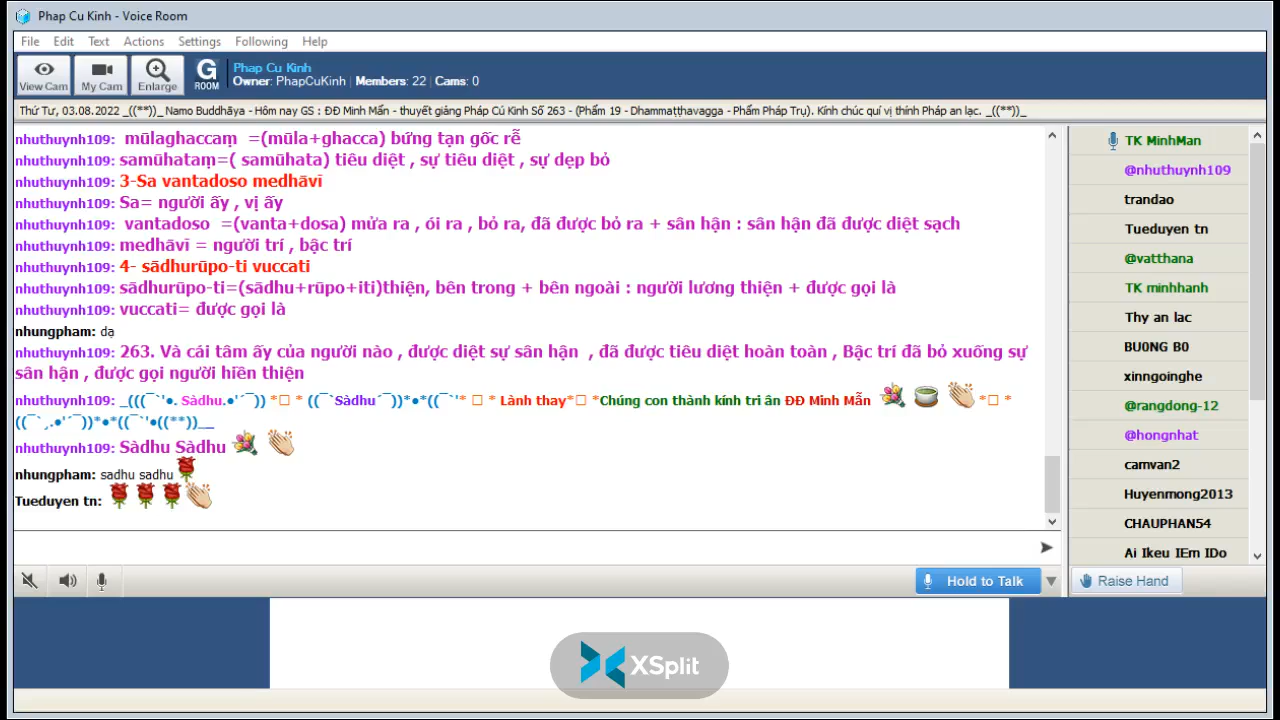 Phap Cu Kinh - Voice Room
File Edit Text Actions Settings Following Help
View Cam My Cam Enlarge G ROOM
Phap Cu Kinh
Owner: PhapCuKinh | Members: 22 | Cams: 0
Thứ Tư, 03.08.2022 _((**))_ Namo Buddhāya - Hôm nay GS : ĐĐ Minh Mẫn - thuyết giảng Pháp Cú Kinh Số 263 - (Phẩm 19 - Dhammaṭṭhavagga - Phẩm Pháp Trụ). Kính chúc quí vị thính Pháp an lạc. _((**))_
nhuthuynh109: mūlaghaccaṃ =(mūla+ghacca) bứng tạn gốc rễ
nhuthuynh109: samūhataṃ=( samūhata) tiêu diệt , sự tiêu diệt , sự dẹp bỏ
nhuthuynh109: 3-Sa vantadoso medhāvī
nhuthuynh109: Sa= người ấy , vị ấy
nhuthuynh109: vantadoso =(vanta+dosa) mửa ra , ói ra , bỏ ra, đã được bỏ ra + sân hận : sân hận đã được diệt sạch
nhuthuynh109: medhāvī = người trí , bậc trí
nhuthuynh109: 4- sādhurūpo-ti vuccati
nhuthuynh109: sādhurūpo-ti=(sādhu+rūpo+iti)thiện, bên trong + bên ngoài : người lương thiện + được gọi là
nhuthuynh109: vuccati= được gọi là
nhungpham: dạ
nhuthuynh109: 263. Và cái tâm ấy của người nào , được diệt sự sân hận , đã được tiêu diệt hoàn toàn , Bậc trí đã bỏ xuống sự
sân hận , được gọi người hiền thiện
nhuthuynh109: _(((¯`'•. Sàdhu.•'´¯)) *□ * ((¯`Sàdhu´¯))*•*((¯`'* □ * Lành thay*□ *Chúng con thành kính tri ân ĐĐ Minh Mẫn *□ *
((¯`¸.•'´¯))*•*((¯`'•((**))__
nhuthuynh109: Sàdhu Sàdhu
nhungpham: sadhu sadhu
Tueduyen tn:
TK MinhMan
@nhuthuynh109
trandao
Tueduyen tn
@vatthana
TK minhhanh
Thy an lac
BU0NG B0
xinngoinghe
@rangdong-12
@hongnhat
camvan2
Huyenmong2013
CHAUPHAN54
Ai Ikeu IEm IDo
Hold to Talk
Raise Hand
XSplit